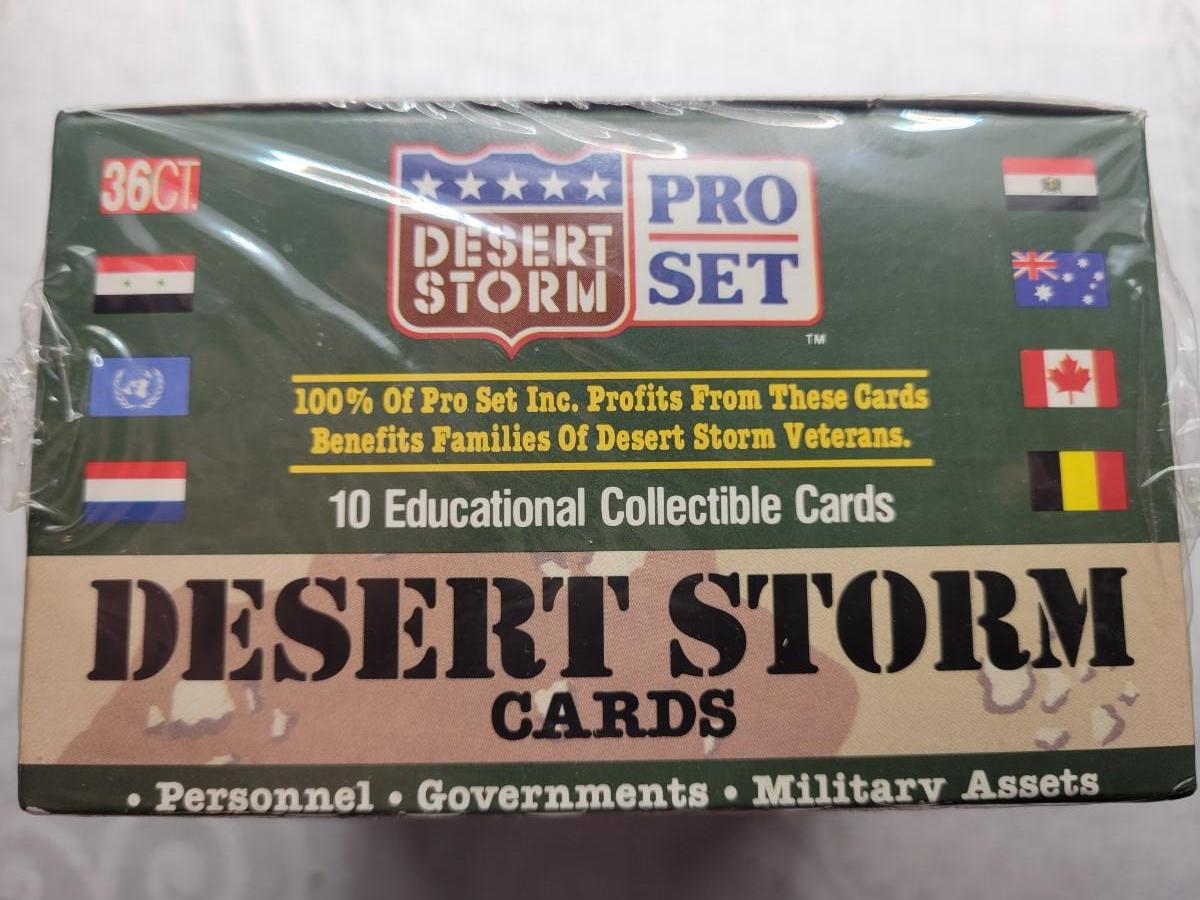 36CT.
DESERT
STORM
PRO
SET
TM
100% Of Pro Set Inc. Profits From These Cards
Benefits Families Of Desert Storm Veterans.
10 Educational Collectible Cards
DESERT STORM
CARDS
• Personnel • Governments • Military Assets